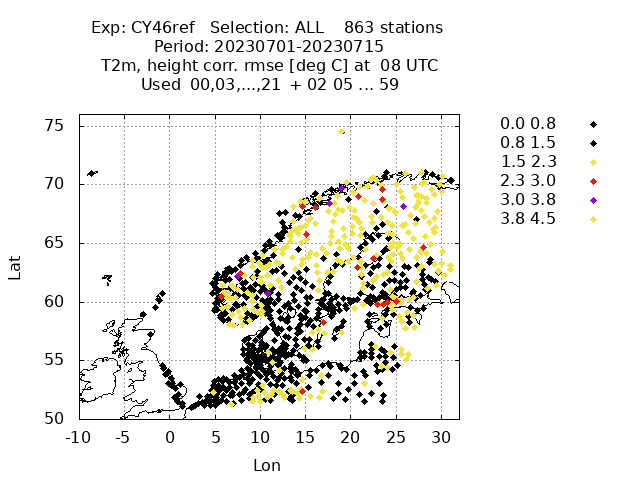 Exp: CY46ref Selection: ALL 863 stations
Period: 20230701-20230715
T2m, height corr. rmse [deg C] at 08 UTC
Used 00,03,...,21 + 02 05 ... 59
75
70
65
60
55
50
Lat
-10 -5 0 5 10 15 20 25 30
Lon
0.0 0.8
0.8 1.5
1.5 2.3
2.3 3.0
3.0 3.8
3.8 4.5